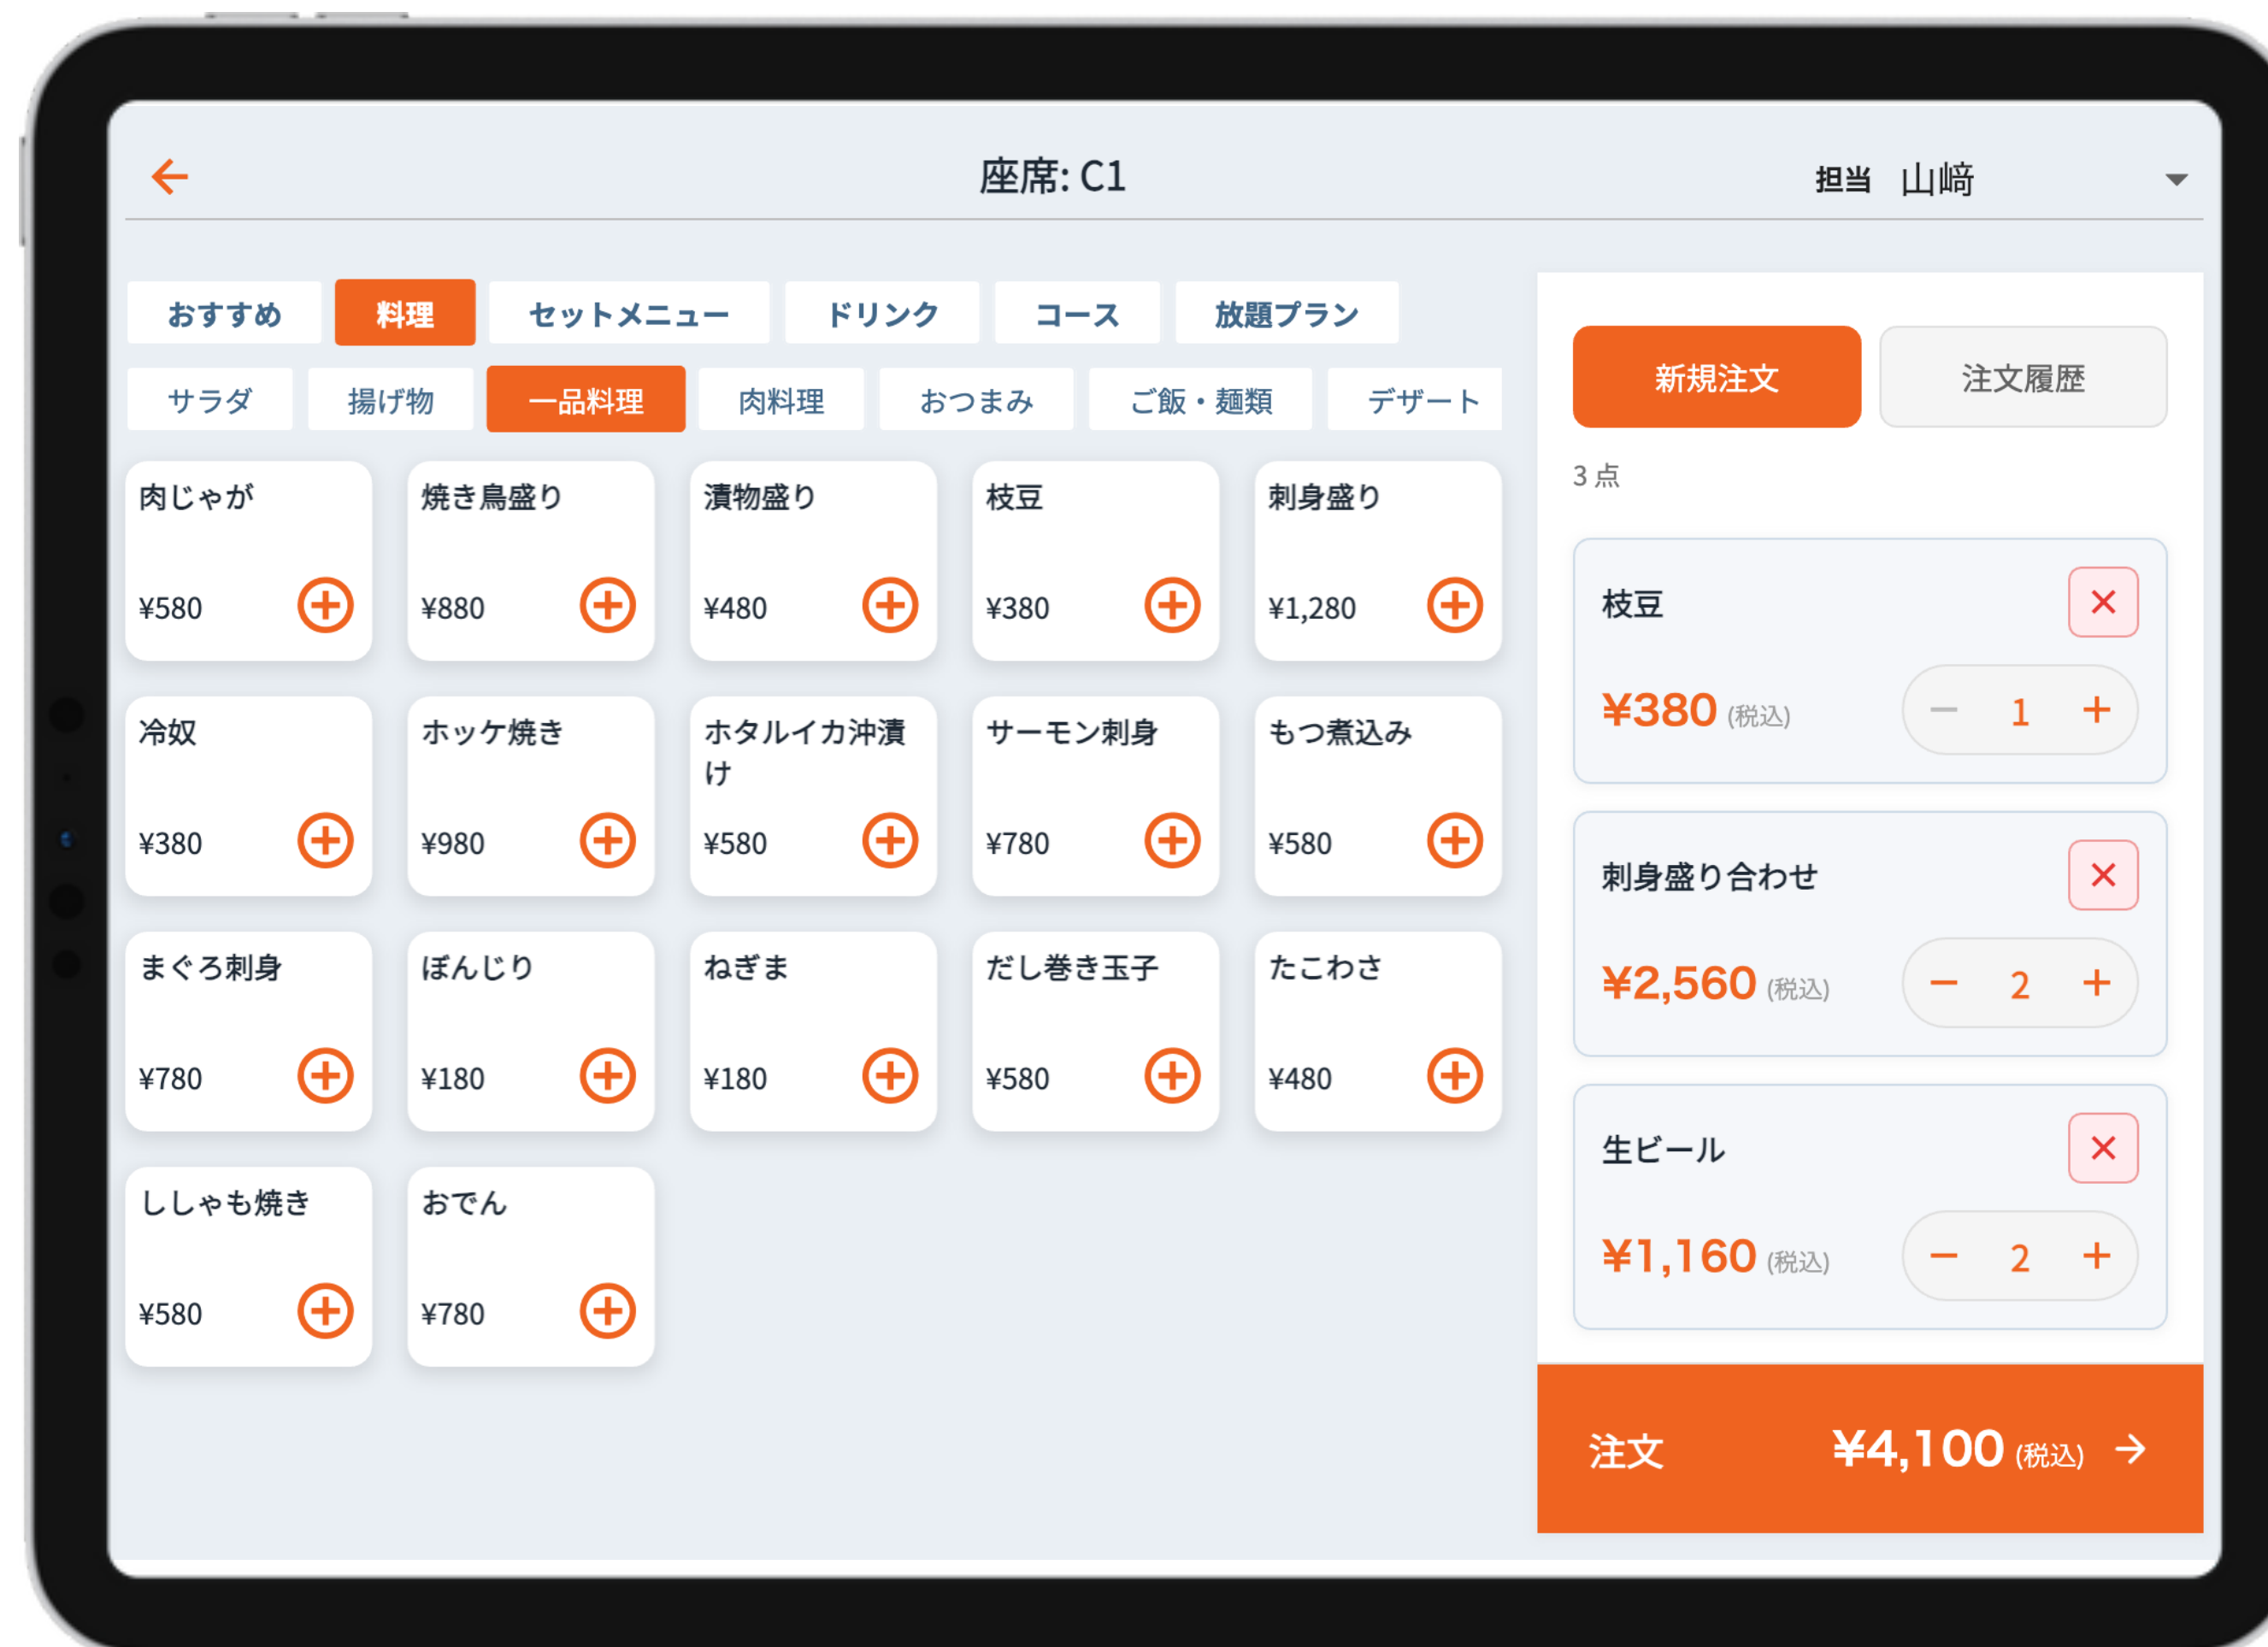 座席: C1
担当 山﨑
おすすめ 料理 セットメニュー ドリンク コース 放題プラン
サラダ 揚げ物 一品料理 肉料理 おつまみ ご飯・麺類 デザート
肉じゃが
¥580
焼き鳥盛り
¥880
漬物盛り
¥480
枝豆
¥380
刺身盛り
¥1,280
冷奴
¥380
ホッケ焼き
¥980
ホタルイカ沖漬
け
¥580
サーモン刺身
¥780
もつ煮込み
¥580
まぐろ刺身
¥780
ぼんじり
¥180
ねぎま
¥180
だし巻き玉子
¥580
たこわさ
¥480
ししゃも焼き
¥580
おでん
¥780
新規注文 注文履歴
3 点
枝豆
¥380 (税込) 1
刺身盛り合わせ
¥2,560 (税込) 2
生ビール
¥1,160 (税込) 2
注文 ¥4,100 (税込)